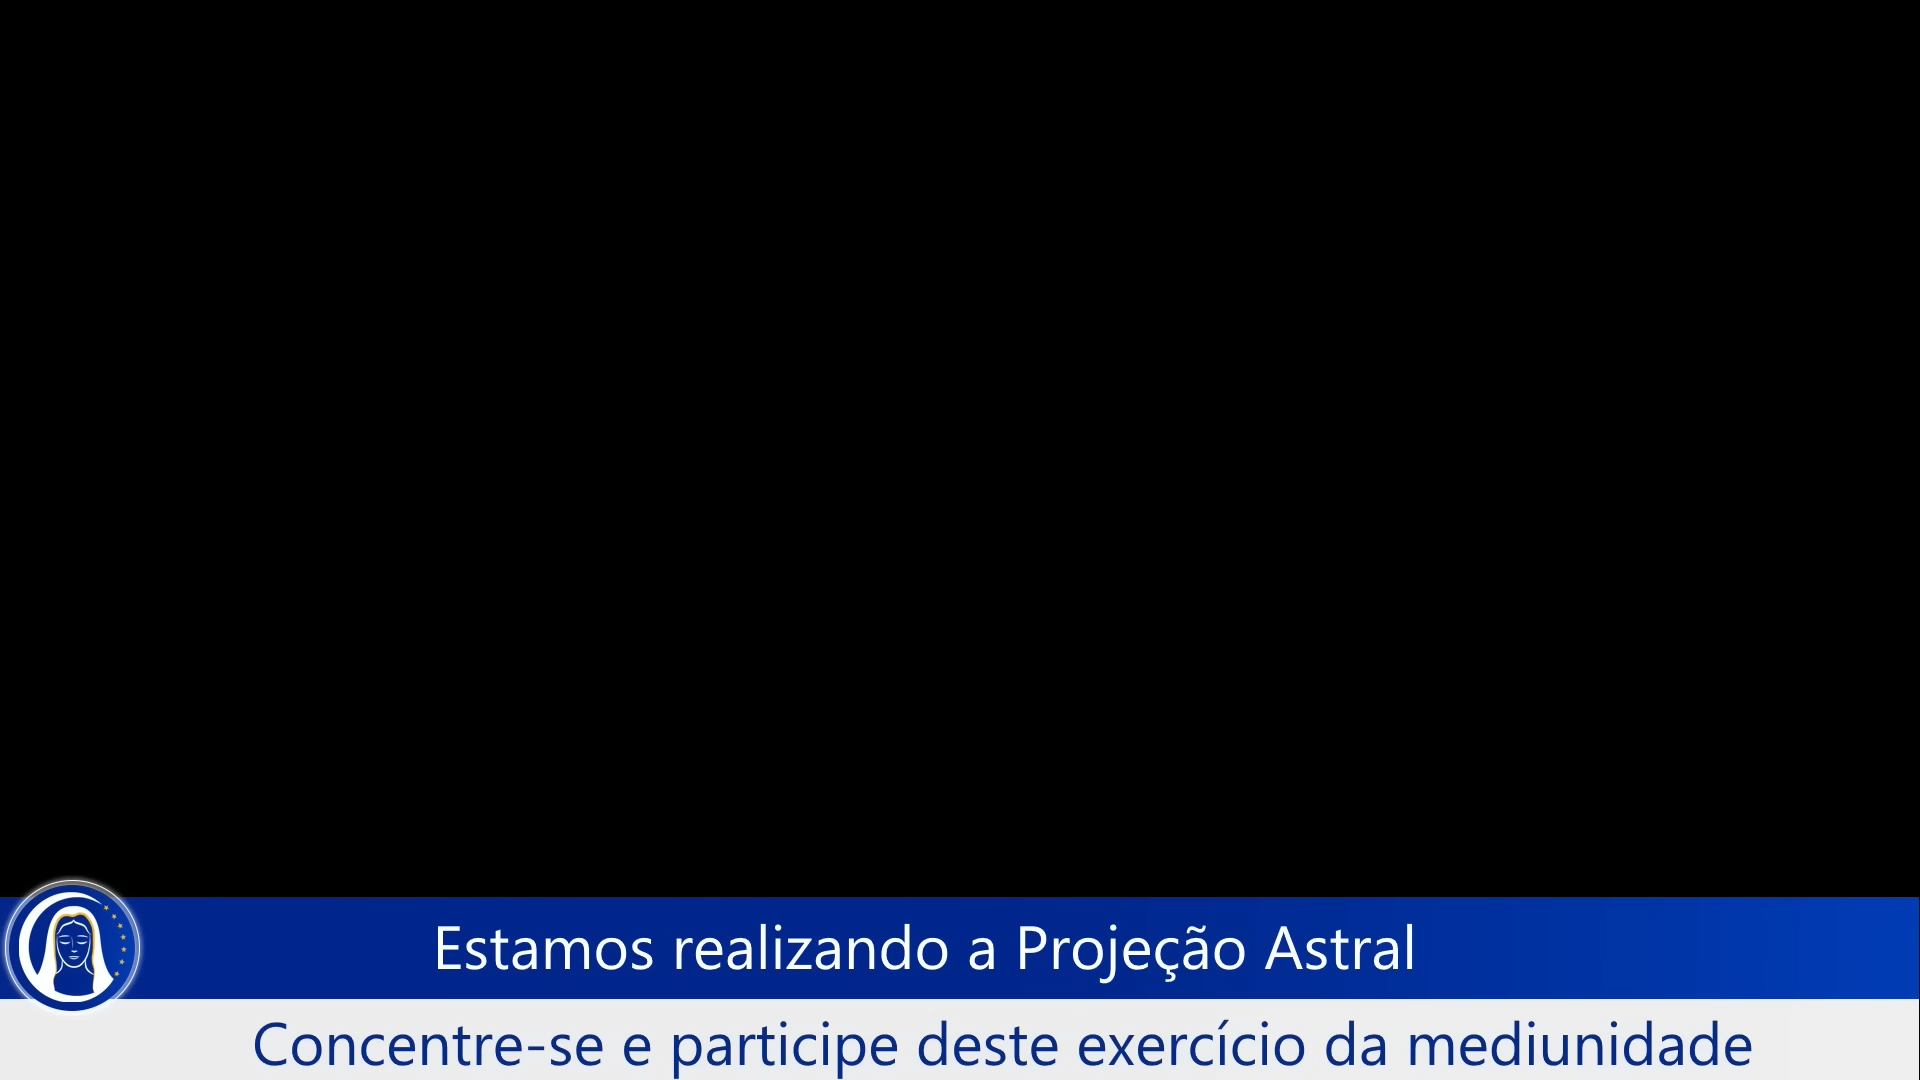 Estamos realizando a Projeção Astral
Concentre-se e participe deste exercício da mediunidade